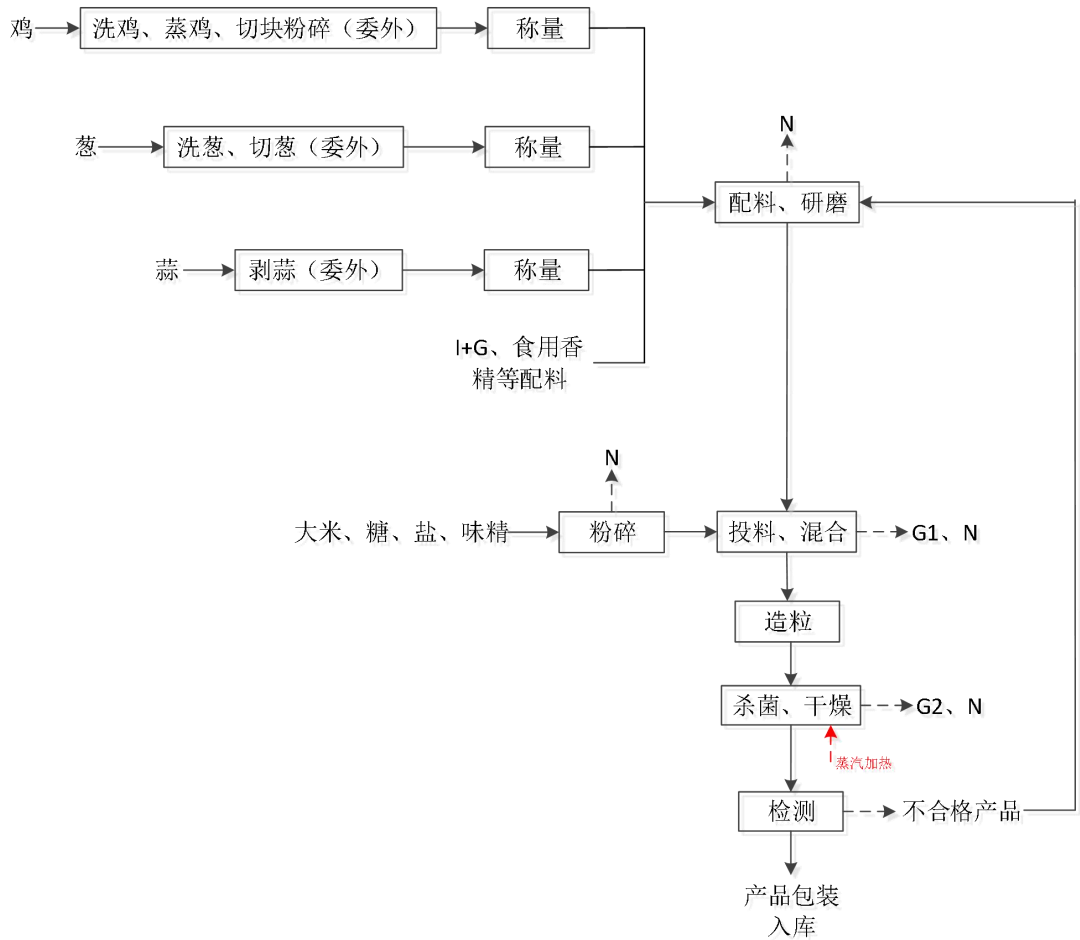 鸡
洗鸡、蒸鸡、切块粉碎（委外）
称量
葱
洗葱、切葱（委外）
称量
N
配料、研磨
蒜
剥蒜（委外）
称量
I+G、食用香
精等配料
N
大米、糖、盐、味精
粉碎
投料、混合
G1、N
造粒
杀菌、干燥
G2、N
蒸汽加热
检测
不合格产品
产品包装
入库